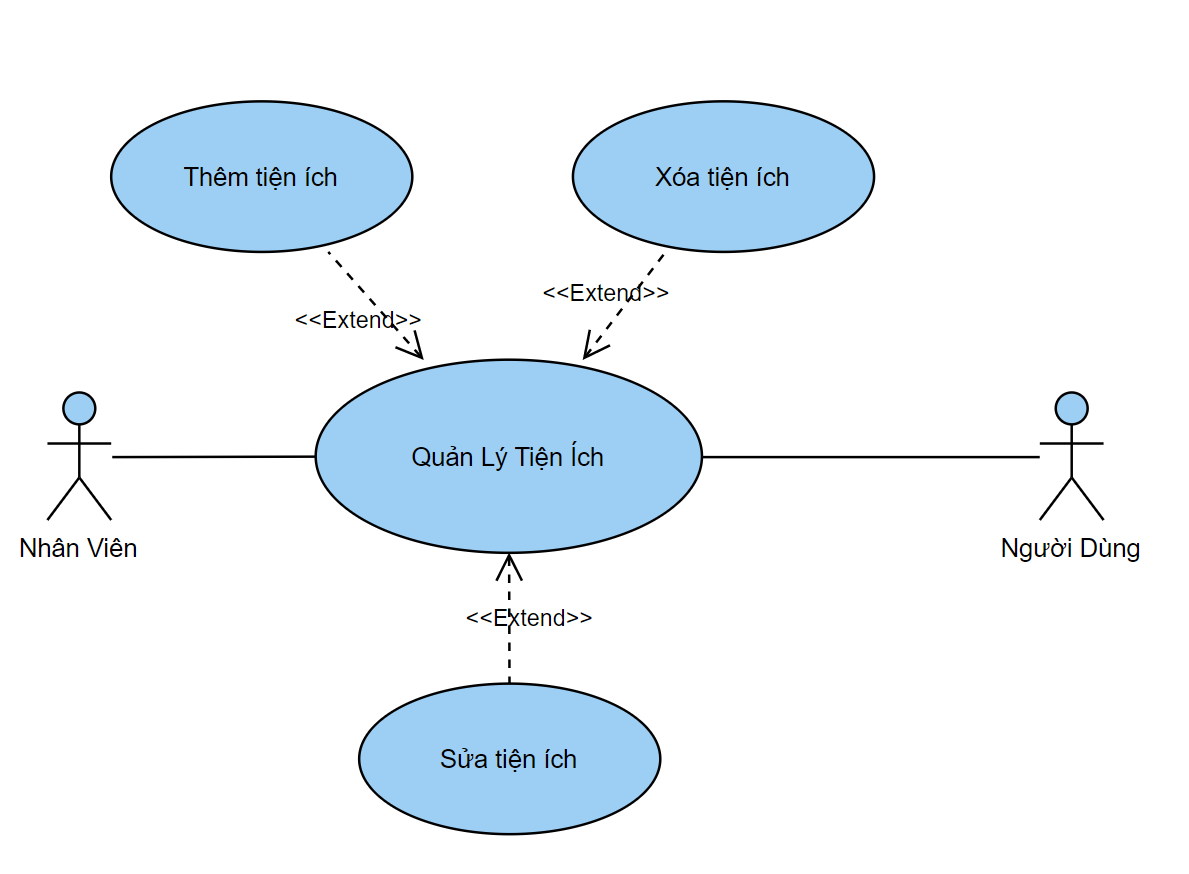 Thêm tiện ích
Xóa tiện ích
<<Extend>>
<<Extend>>
Quản Lý Tiện Ích
Nhân Viên
Người Dùng
<<Extend>>
Sửa tiện ích